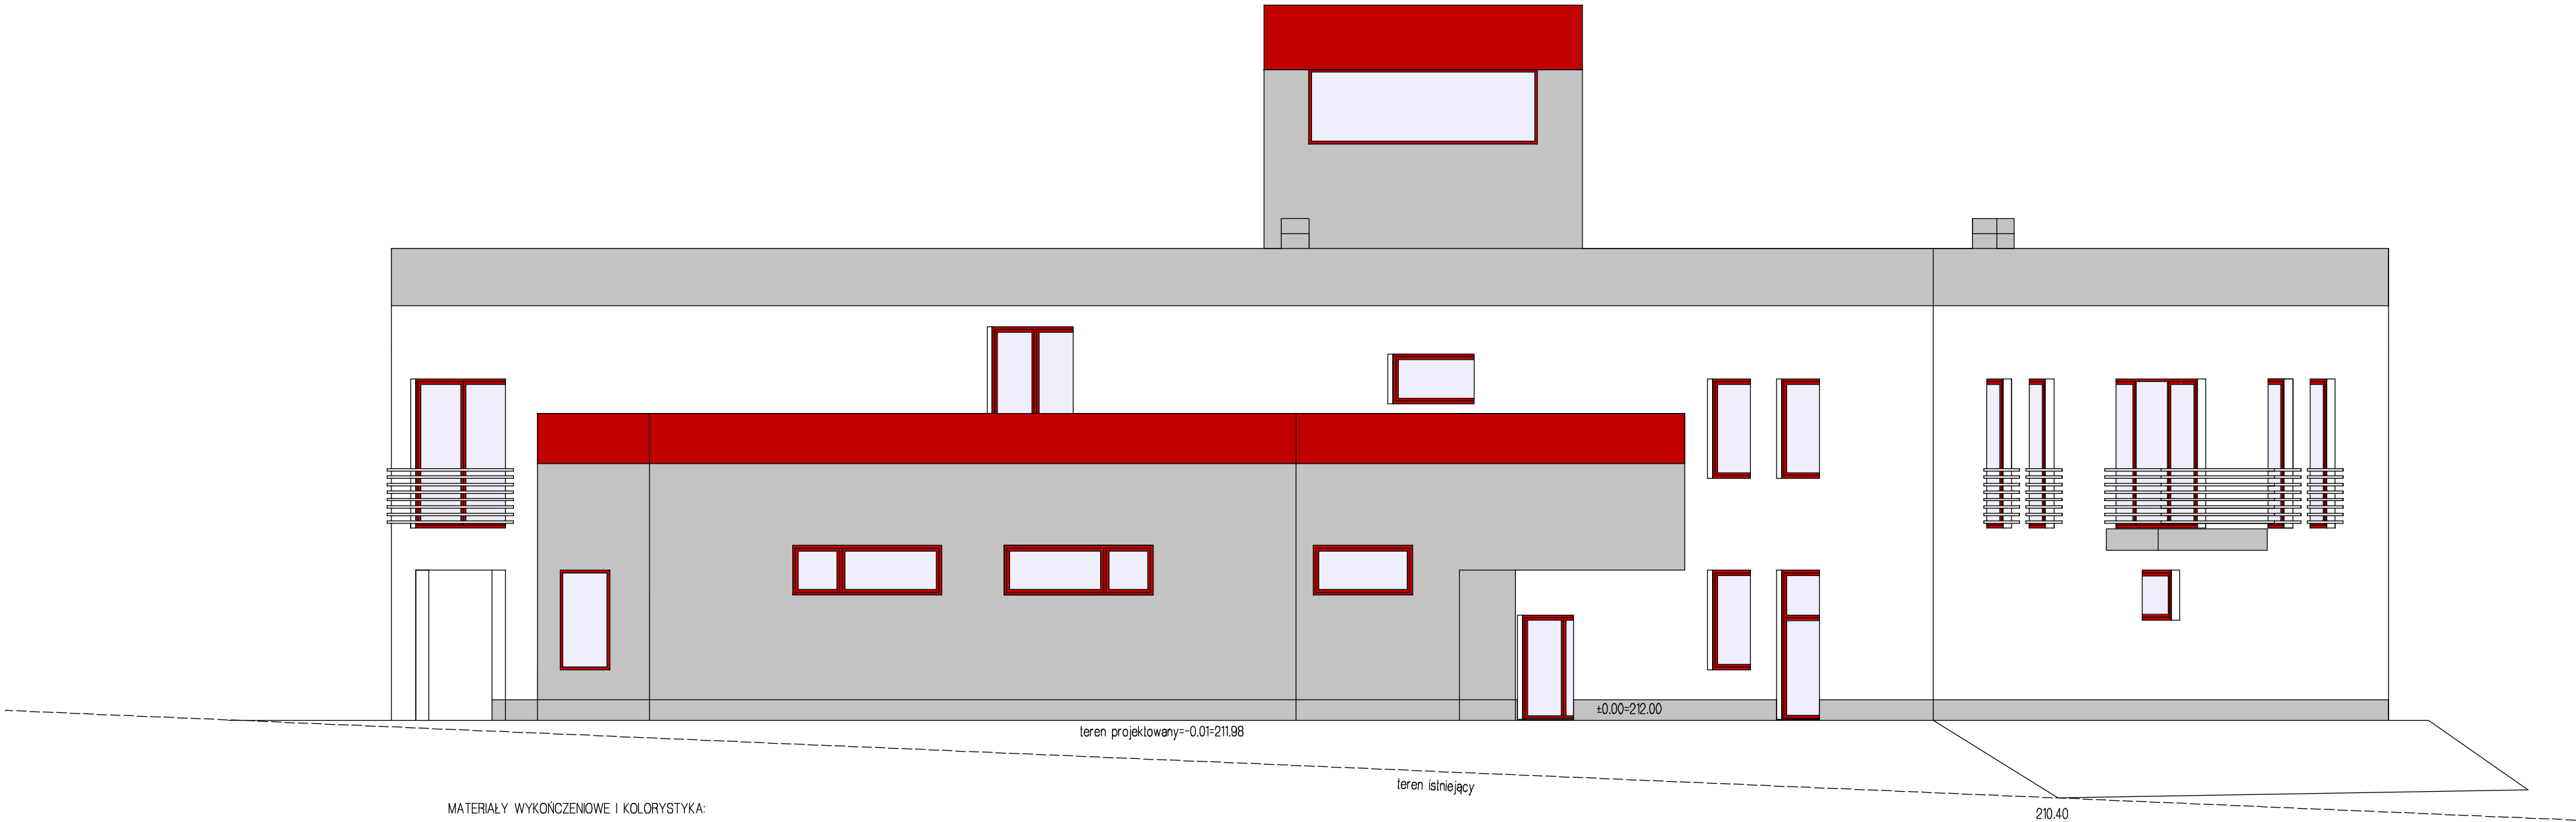 ±0.00=212.00
teren projektowany=-0.01=211.98
teren istniejący
MATERIAŁY WYKOŃCZENIOWE I KOLORYSTYKA:
210.40